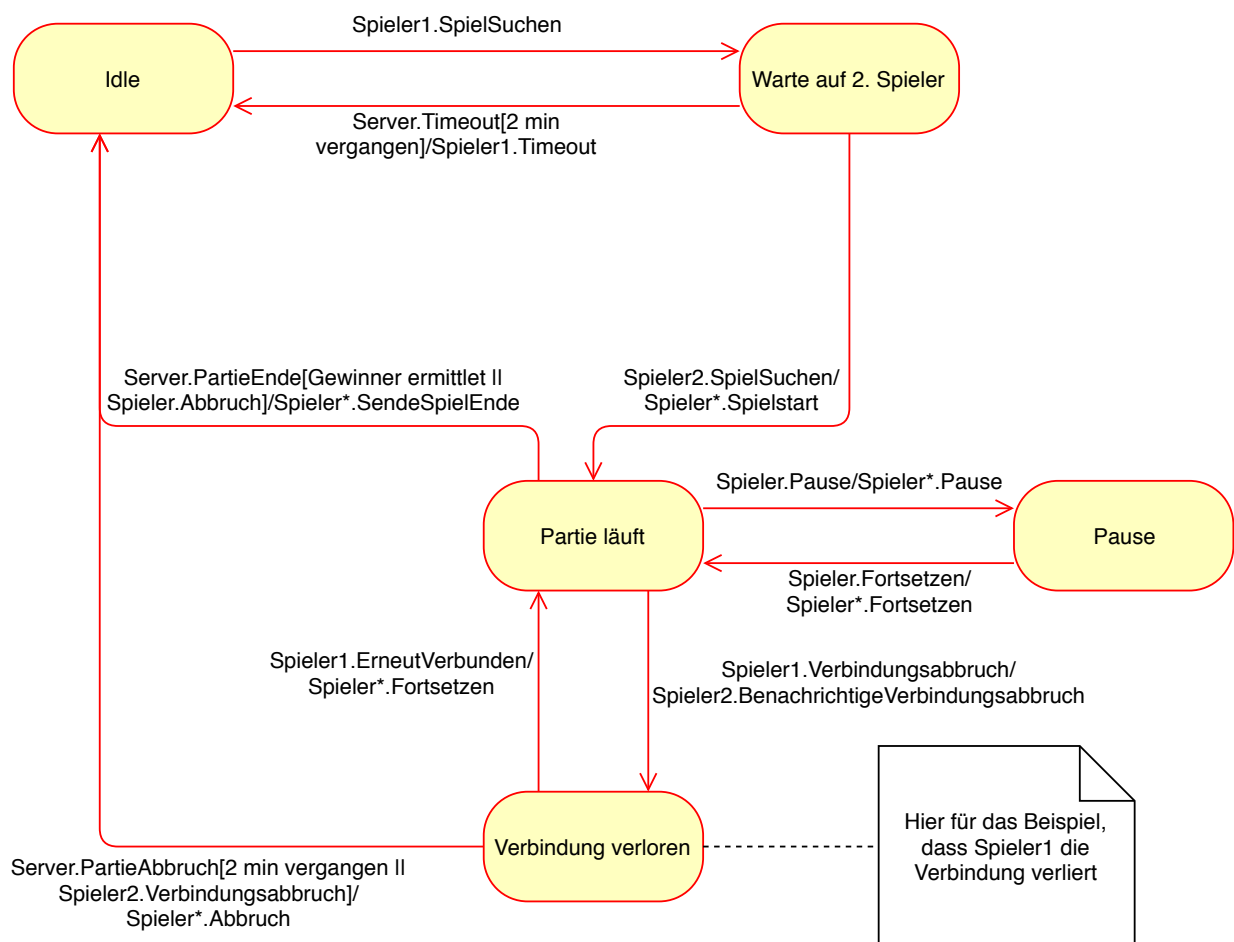 Spieler1.SpielSuchen
Idle
Warte auf 2. Spieler
Server.Timeout[2 min
vergangen]/Spieler1.Timeout
Server.PartieEnde[Gewinner ermittlet ||
Spieler.Abbruch]/Spieler*.SendeSpielEnde
Spieler2.SpielSuchen/
Spieler*.Spielstart
Spieler.Pause/Spieler*.Pause
Partie läuft
Pause
Spieler.Fortsetzen/
Spieler*.Fortsetzen
Spieler1.ErneutVerbunden/
Spieler*.Fortsetzen
Spieler1.Verbindungsabbruch/
Spieler2.BenachrichtigeVerbindungsabbruch
Verbindung verloren
Hier für das Beispiel,
dass Spieler1 die
Verbindung verliert
Server.PartieAbbruch[2 min vergangen ||
Spieler2.Verbindungsabbruch]/
Spieler*.Abbruch